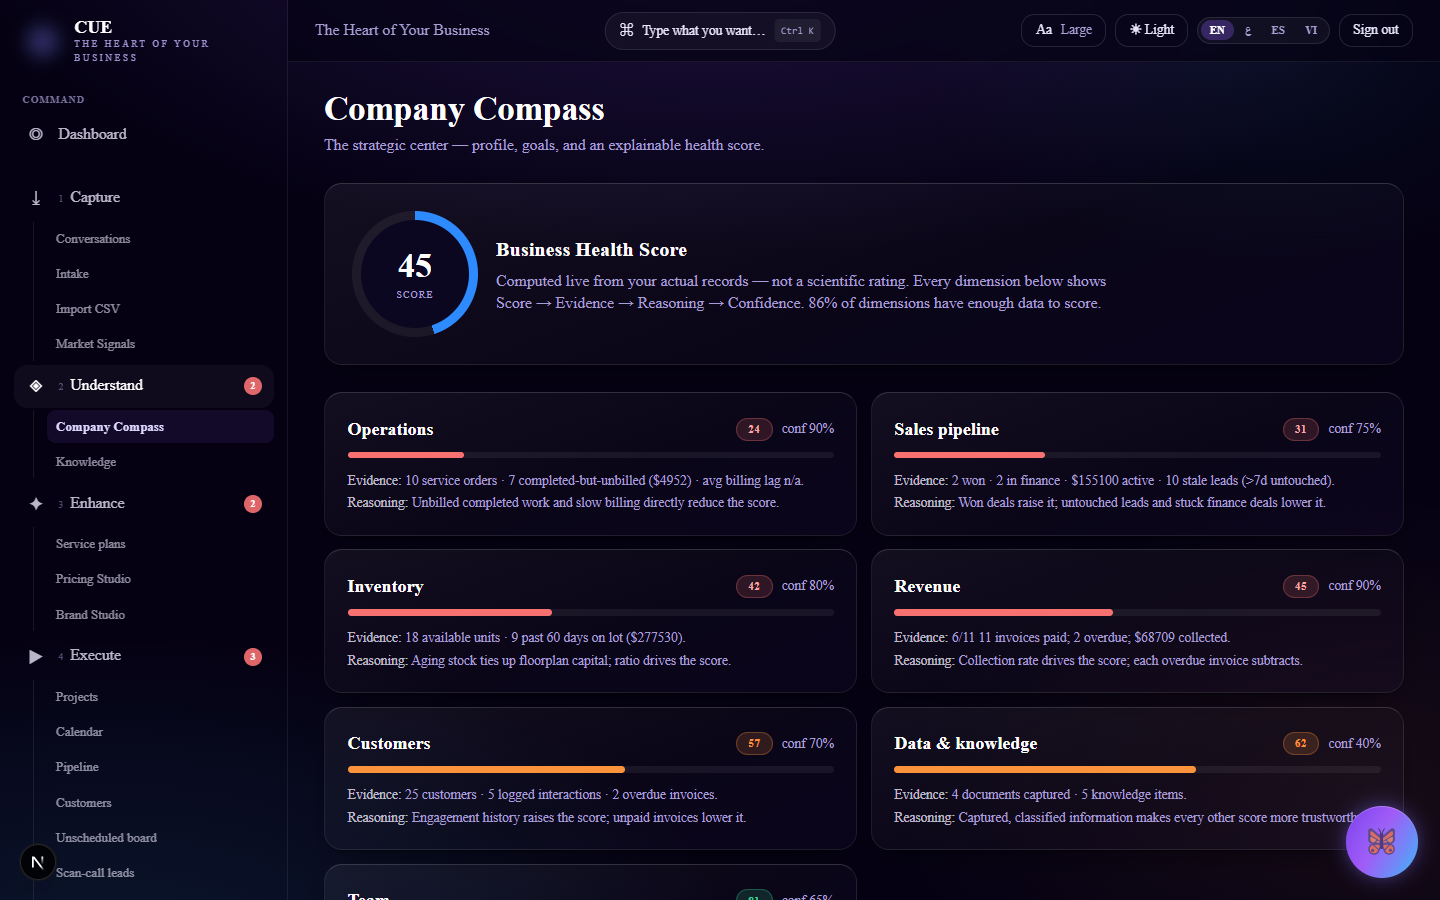 CUE
THE HEART OF YOUR
BUSINESS
COMMAND
Dashboard
1 Capture
Conversations
Intake
Import CSV
Market Signals
2 Understand 2
Company Compass
Knowledge
3 Enhance 2
Service plans
Pricing Studio
Brand Studio
4 Execute 3
Projects
Calendar
Pipeline
Customers
Unscheduled board
Scan-call leads
N
The Heart of Your Business
⌘ Type what you want... Ctrl K
Aa Large
☀ Light
EN ع ES VI
Sign out
Company Compass
The strategic center — profile, goals, and an explainable health score.
45
SCORE
Business Health Score
Computed live from your actual records — not a scientific rating. Every dimension below shows
Score → Evidence → Reasoning → Confidence. 86% of dimensions have enough data to score.
Operations 24 conf 90%
Evidence: 10 service orders · 7 completed-but-unbilled ($4952) · avg billing lag n/a.
Reasoning: Unbilled completed work and slow billing directly reduce the score.
Sales pipeline 31 conf 75%
Evidence: 2 won · 2 in finance · $155100 active · 10 stale leads (>7d untouched).
Reasoning: Won deals raise it; untouched leads and stuck finance deals lower it.
Inventory 42 conf 80%
Evidence: 18 available units · 9 past 60 days on lot ($277530).
Reasoning: Aging stock ties up floorplan capital; ratio drives the score.
Revenue 45 conf 90%
Evidence: 6/11 11 invoices paid; 2 overdue; $68709 collected.
Reasoning: Collection rate drives the score; each overdue invoice subtracts.
Customers 57 conf 70%
Evidence: 25 customers · 5 logged interactions · 2 overdue invoices.
Reasoning: Engagement history raises the score; unpaid invoices lower it.
Data & knowledge 62 conf 40%
Evidence: 4 documents captured · 5 knowledge items.
Reasoning: Captured, classified information makes every other score more trustworth
Team conf 65%